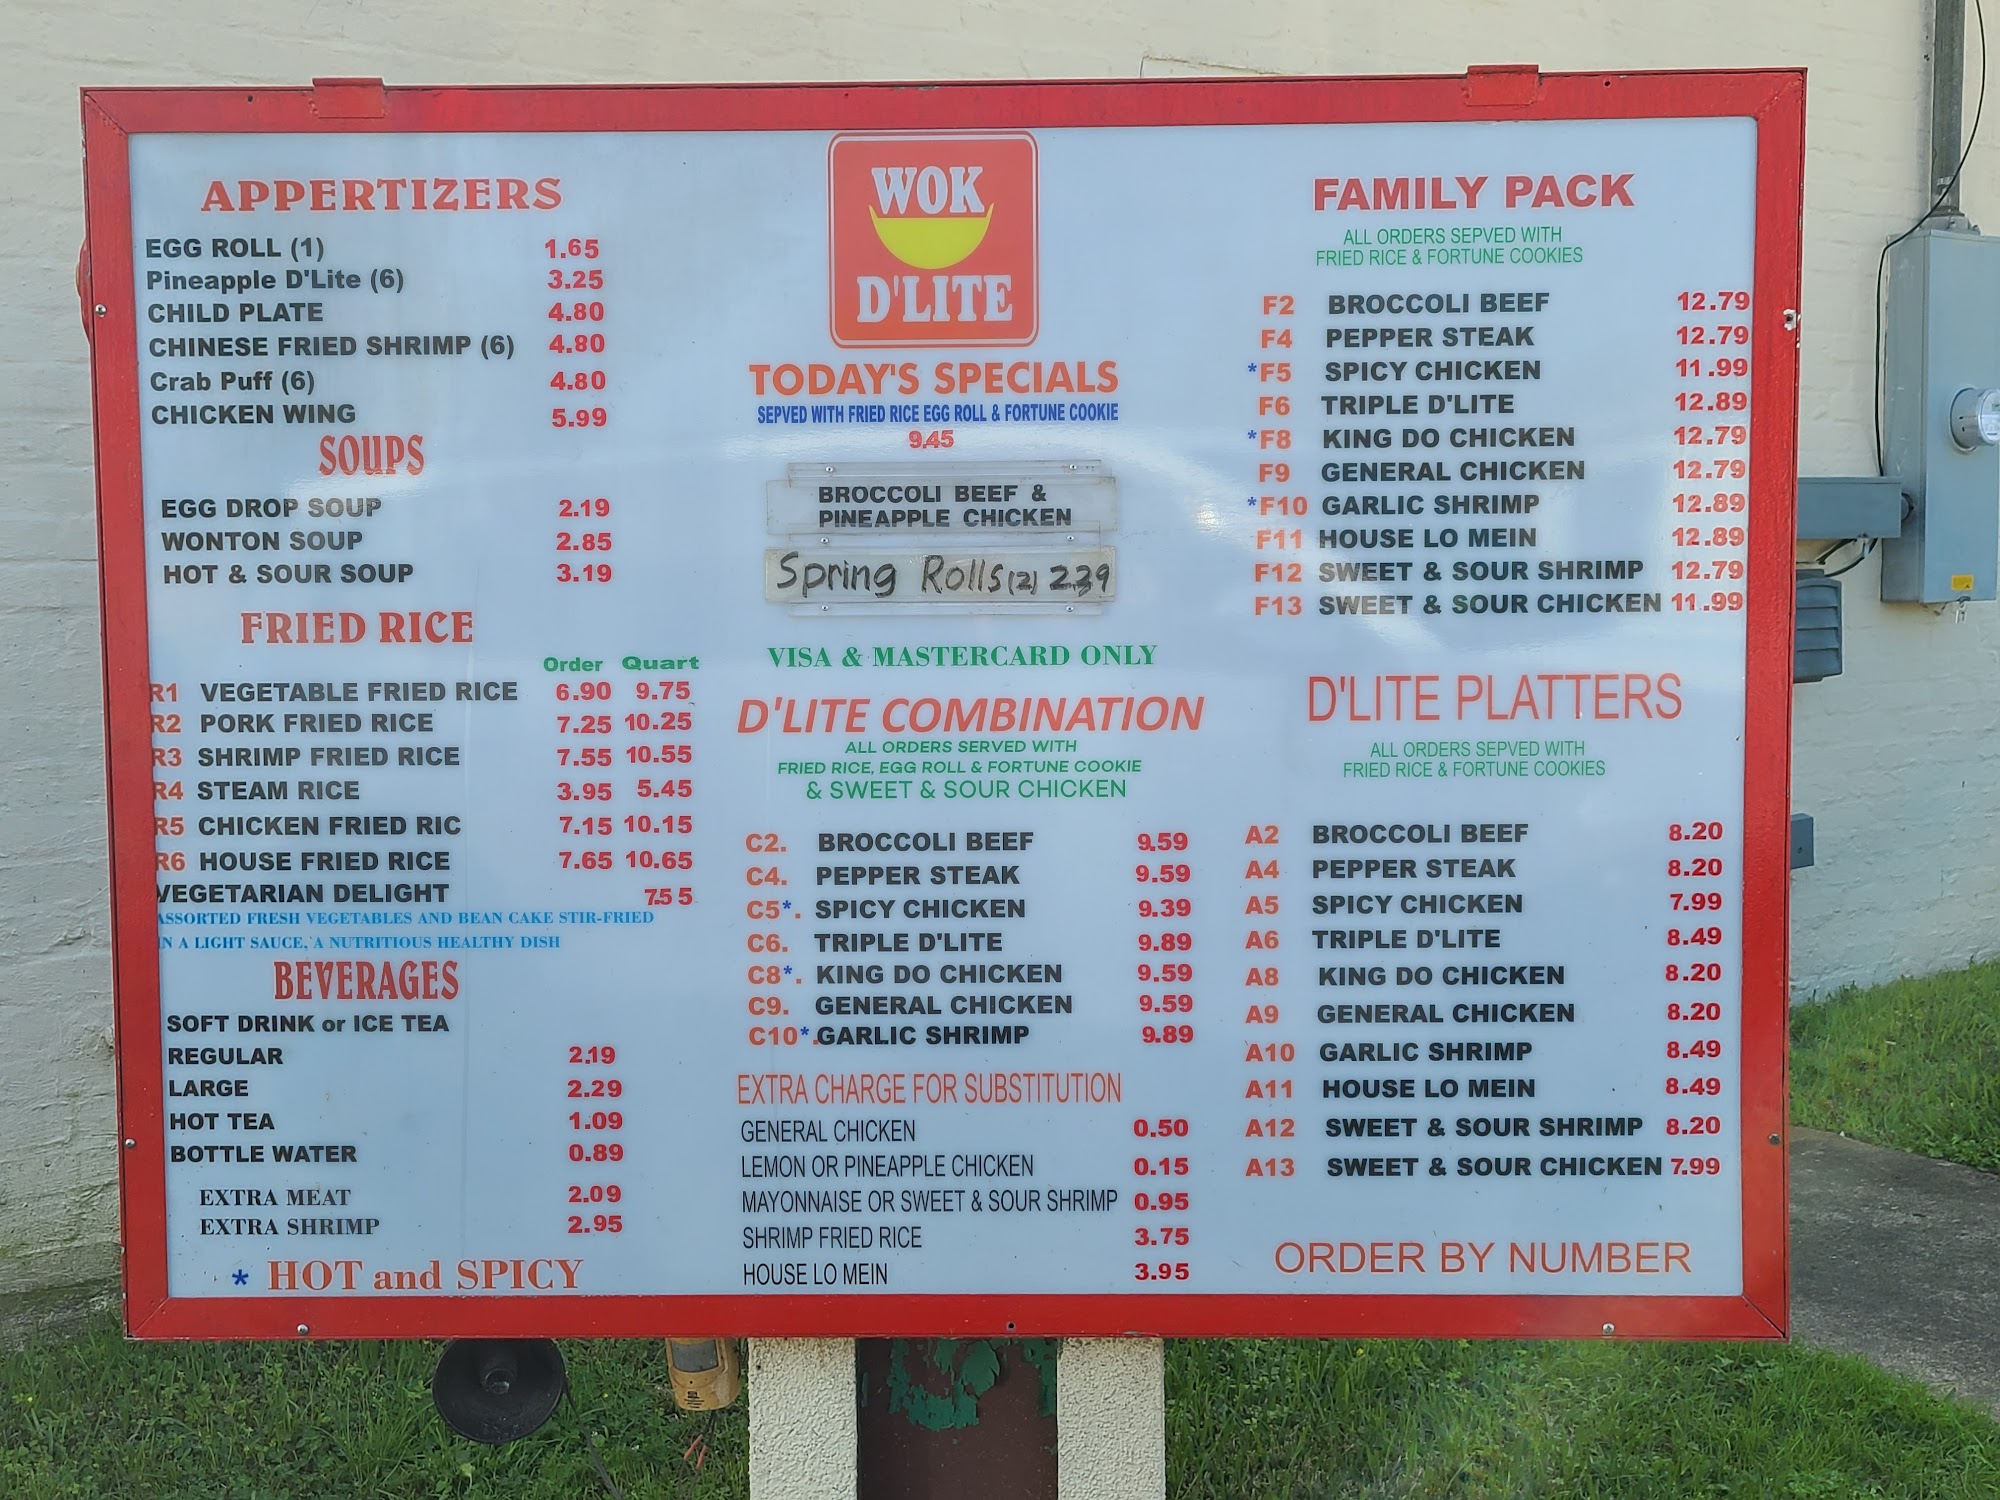 APPERTIZERS
EGG ROLL (1) 1.65
Pineapple D'Lite (6) 3.25
CHILD PLATE 4.80
CHINESE FRIED SHRIMP (6) 4.80
Crab Puff (6) 4.80
CHICKEN WING 5.99
SOUPS
EGG DROP SOUP 2.19
WONTON SOUP 2.85
HOT & SOUR SOUP 3.19
FRIED RICE
Order Quart
R1 VEGETABLE FRIED RICE 6.90 9.75
R2 PORK FRIED RICE 7.25 10.25
R3 SHRIMP FRIED RICE 7.55 10.55
R4 STEAM RICE 3.95 5.45
R5 CHICKEN FRIED RIC 7.15 10.15
R6 HOUSE FRIED RICE 7.65 10.65
VEGETARIAN DELIGHT 7.55
ASSORTED FRESH VEGETABLES AND BEAN CAKE STIR-FRIED
IN A LIGHT SAUCE, A NUTRITIOUS HEALTHY DISH
BEVERAGES
SOFT DRINK or ICE TEA
REGULAR 2.19
LARGE 2.29
HOT TEA 1.09
BOTTLE WATER 0.89
EXTRA MEAT 2.09
EXTRA SHRIMP 2.95
* HOT and SPICY
WOK
D'LITE
TODAY'S SPECIALS
SEPVED WITH FRIED RICE EGG ROLL & FORTUNE COOKIE
9.45
BROCCOLI BEEF &
PINEAPPLE CHICKEN
Spring Rolls (2) 2.39
VISA & MASTERCARD ONLY
D'LITE COMBINATION
ALL ORDERS SERVED WITH
FRIED RICE, EGG ROLL & FORTUNE COOKIE
& SWEET & SOUR CHICKEN
C2. BROCCOLI BEEF 9.59
C4. PEPPER STEAK 9.59
C5*. SPICY CHICKEN 9.39
C6. TRIPLE D'LITE 9.89
C8*. KING DO CHICKEN 9.59
C9. GENERAL CHICKEN 9.59
C10*. GARLIC SHRIMP 9.89
EXTRA CHARGE FOR SUBSTITUTION
GENERAL CHICKEN 0.50
LEMON OR PINEAPPLE CHICKEN 0.15
MAYONNAISE OR SWEET & SOUR SHRIMP 0.95
SHRIMP FRIED RICE 3.75
HOUSE LO MEIN 3.95
FAMILY PACK
ALL ORDERS SEPVED WITH
FRIED RICE & FORTUNE COOKIES
F2 BROCCOLI BEEF 12.79
F4 PEPPER STEAK 12.79
*F5 SPICY CHICKEN 11.99
F6 TRIPLE D'LITE 12.89
*F8 KING DO CHICKEN 12.79
F9 GENERAL CHICKEN 12.79
*F10 GARLIC SHRIMP 12.89
F11 HOUSE LO MEIN 12.89
F12 SWEET & SOUR SHRIMP 12.79
F13 SWEET & SOUR CHICKEN 11.99
D'LITE PLATTERS
ALL ORDERS SEPVED WITH
FRIED RICE & FORTUNE COOKIES
A2 BROCCOLI BEEF 8.20
A4 PEPPER STEAK 8.20
A5 SPICY CHICKEN 7.99
A6 TRIPLE D'LITE 8.49
A8 KING DO CHICKEN 8.20
A9 GENERAL CHICKEN 8.20
A10 GARLIC SHRIMP 8.49
A11 HOUSE LO MEIN 8.49
A12 SWEET & SOUR SHRIMP 8.20
A13 SWEET & SOUR CHICKEN 7.99
ORDER BY NUMBER